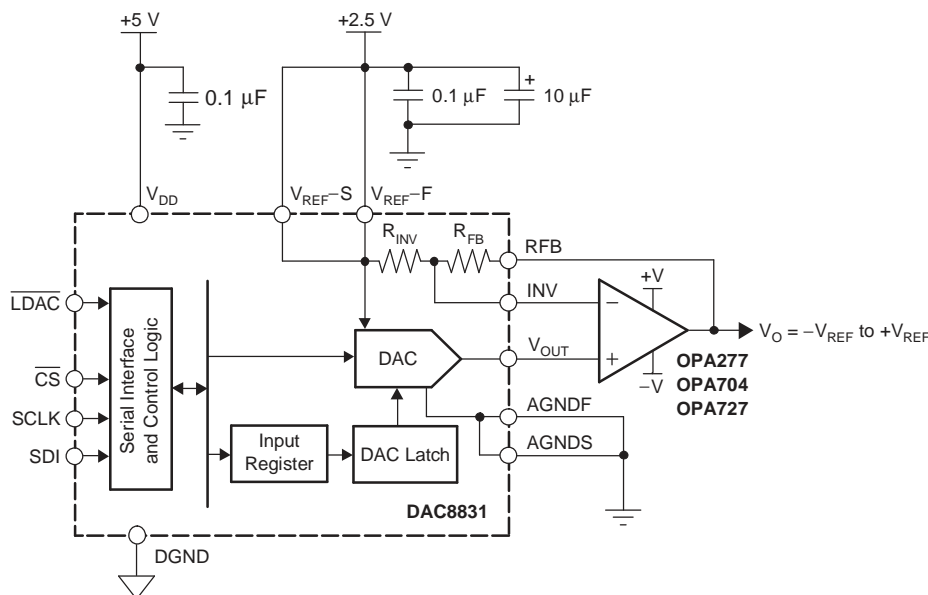 +5 V
+2.5 V
0.1 μF
0.1 μF
+
10 μF
V_DD
V_REF−S
V_REF−F
R_INV
R_FB
RFB
INV
+V
−
+
−V
V_O = −V_REF to +V_REF
OPA277
OPA704
OPA727
LDAC
CS
SCLK
SDI
Serial Interface
and Control Logic
DAC
V_OUT
AGNDF
AGNDS
Input
Register
DAC Latch
DAC8831
DGND